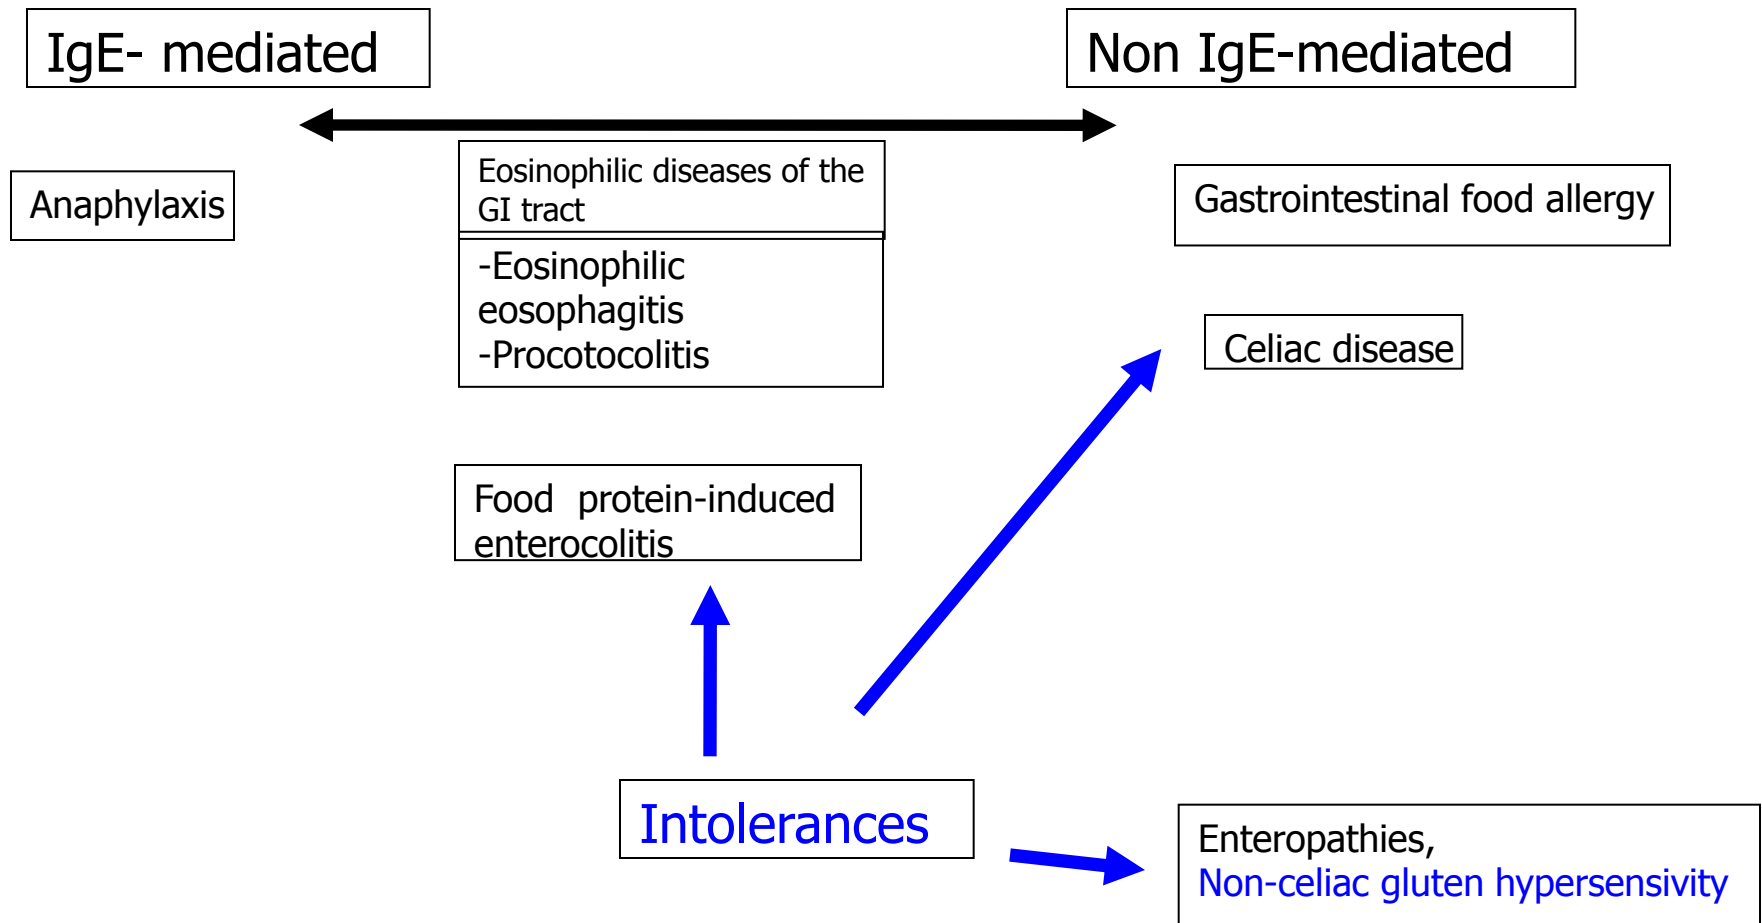 IgE- mediated
Non IgE-mediated
Anaphylaxis
Eosinophilic diseases of the
GI tract
-Eosinophilic
eosophagitis
-Procotocolitis
Gastrointestinal food allergy
Celiac disease
Food  protein-induced
enterocolitis
Intolerances
Enteropathies,
Non-celiac gluten hypersensivity